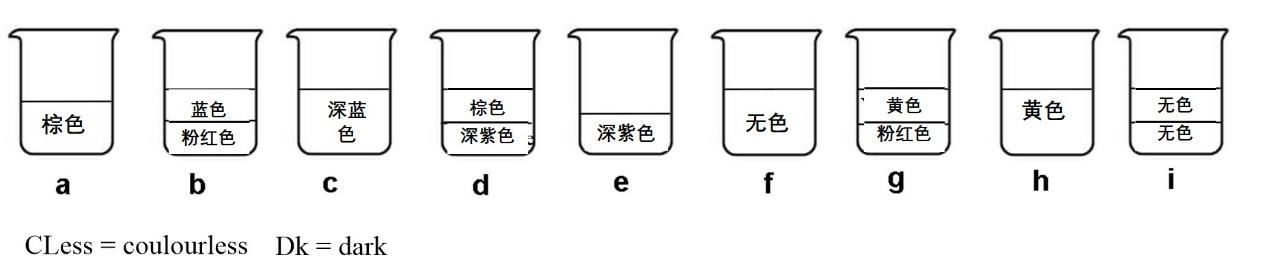 棕色
蓝色
粉红色
深蓝
色
棕色
深紫色
深紫色
无色
黄色
粉红色
黄色
无色
无色
a b c d e f g h i
CLess = coulourless Dk = dark